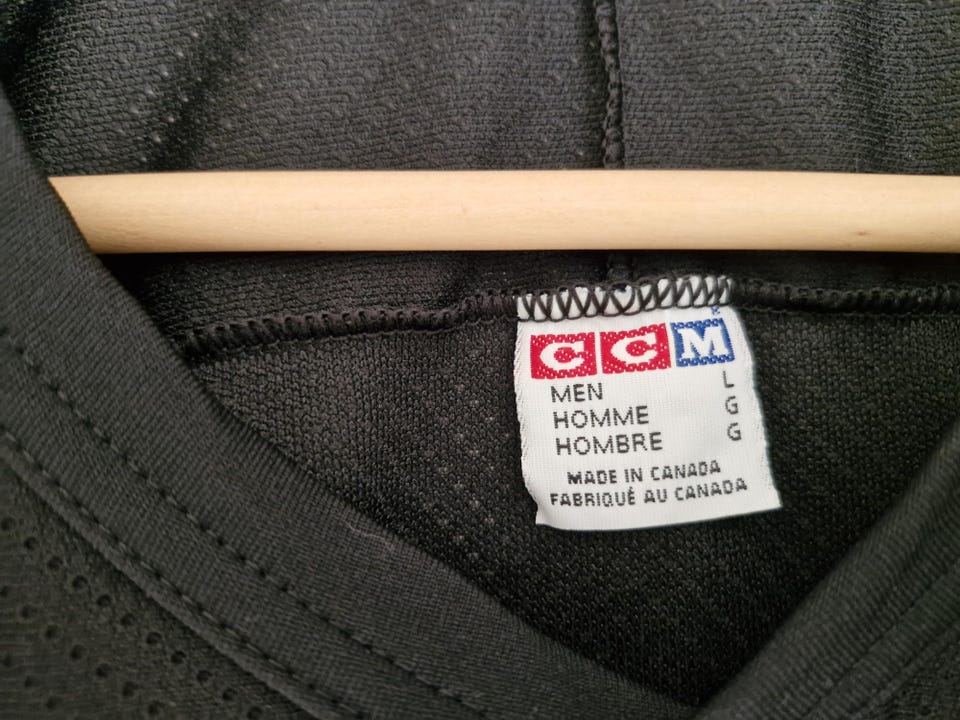 CCM
MEN L
HOMME G
HOMBRE G
MADE IN CANADA
FABRIQUÉ AU CANADA